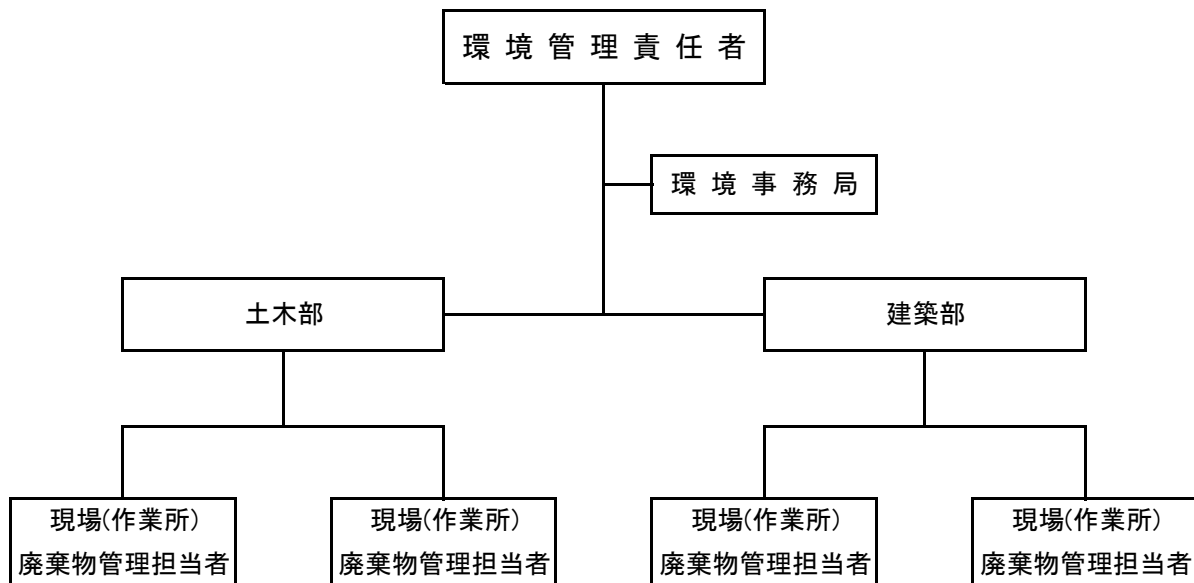 環境管理責任者
環境事務局
土木部
建築部
現場(作業所)
廃棄物管理担当者
現場(作業所)
廃棄物管理担当者
現場(作業所)
廃棄物管理担当者
現場(作業所)
廃棄物管理担当者